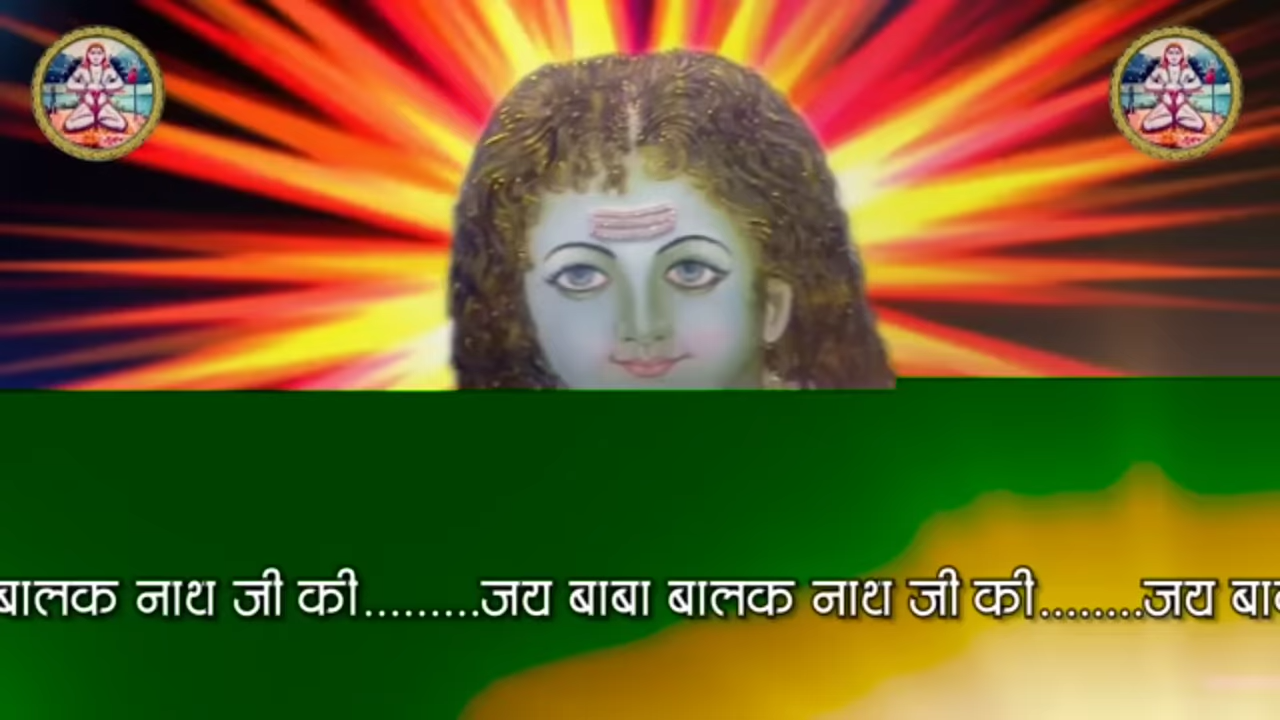 बालक नाथ जी की.........जय बाबा बालक नाथ जी की........जय